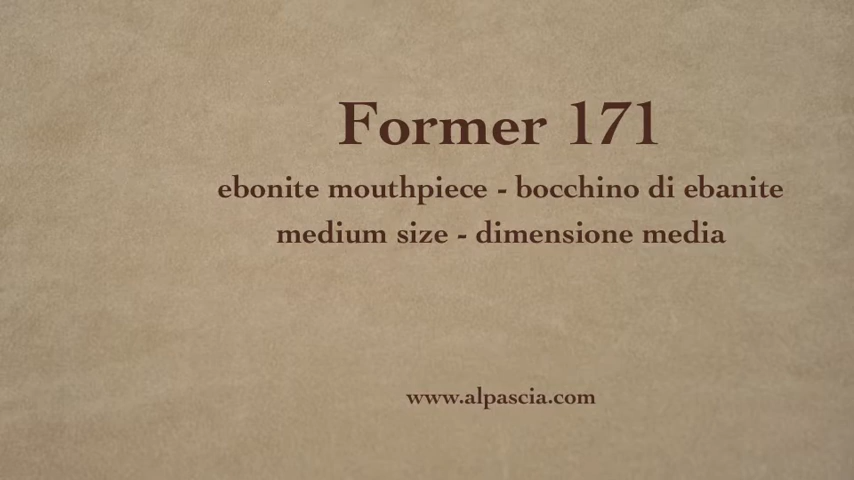 Former 171
ebonite mouthpiece - bocchino di ebanite
medium size - dimensione media
www.alpascia.com